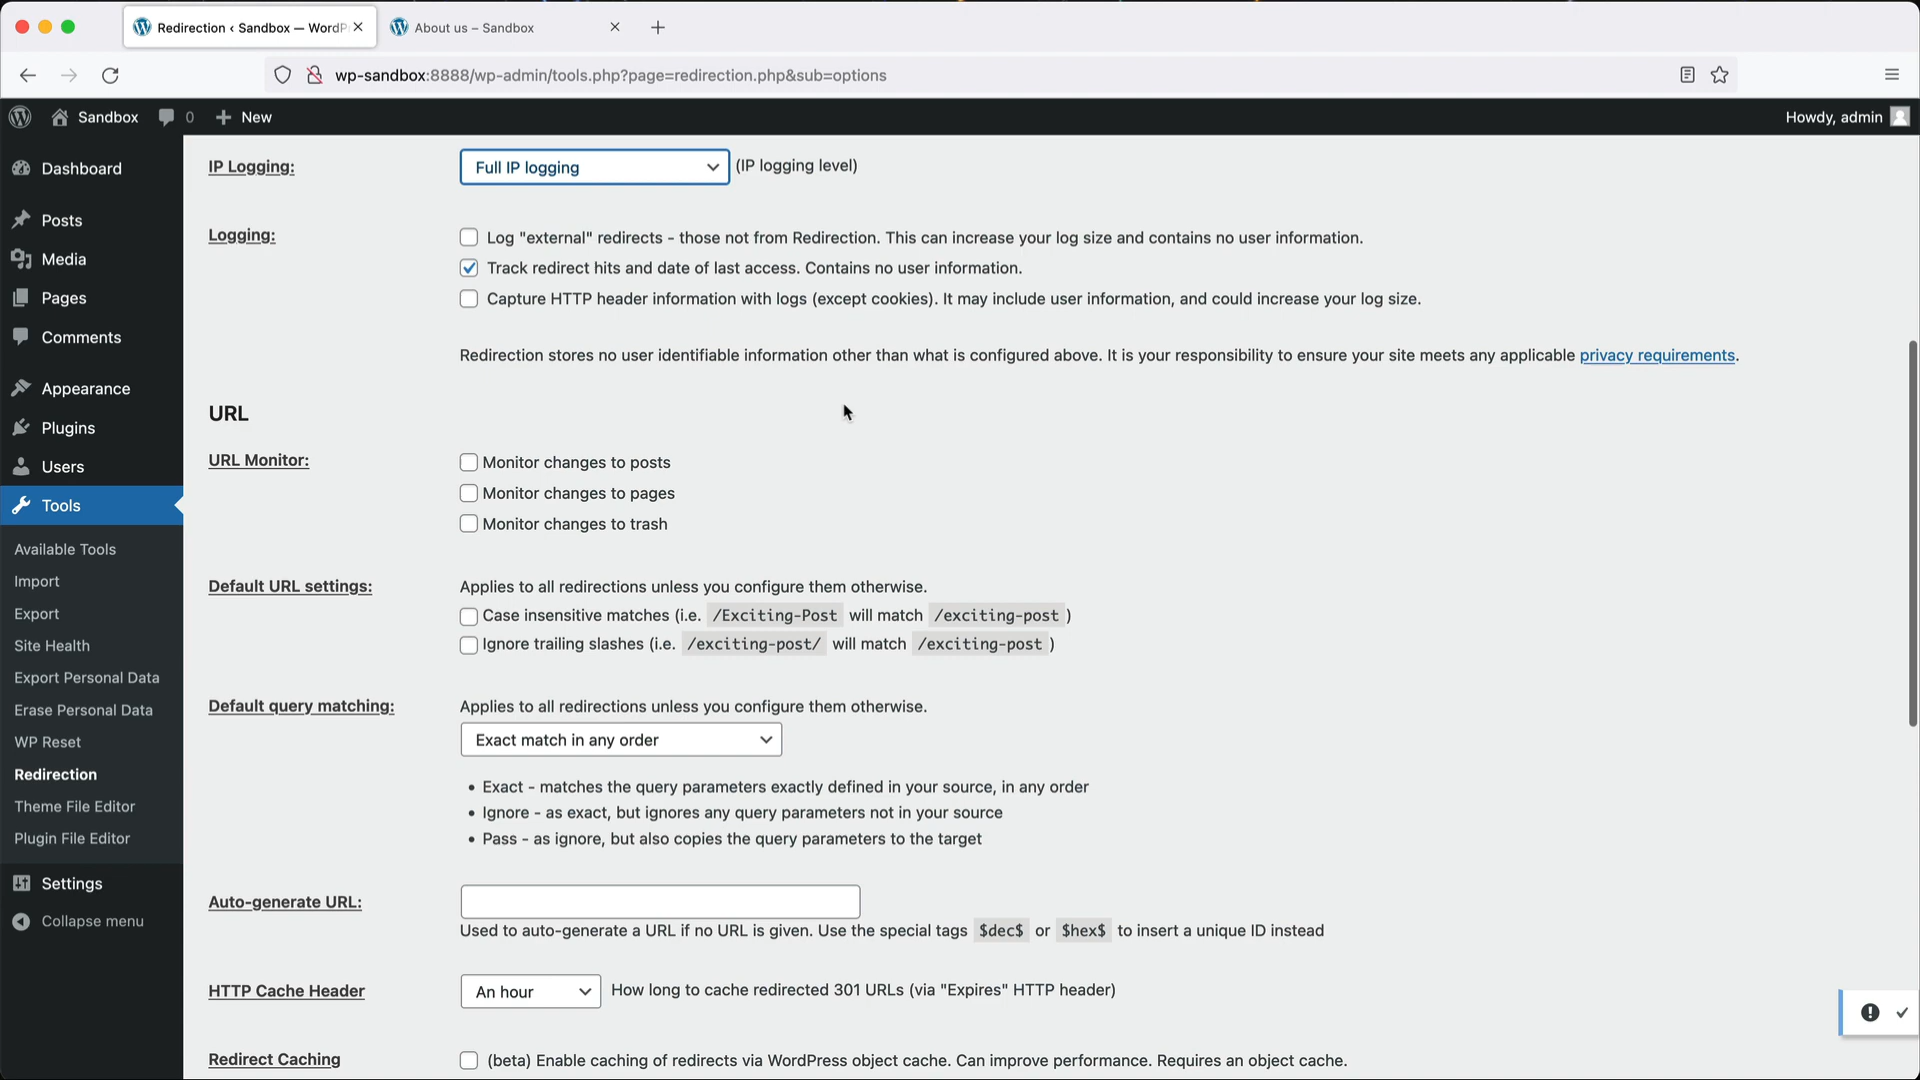 Redirection ‹ Sandbox — WordP
About us – Sandbox
wp-sandbox:8888/wp-admin/tools.php?page=redirection.php&sub=options
Sandbox
0
New
Howdy, admin
Dashboard
Posts
Media
Pages
Comments
Appearance
Plugins
Users
Tools
Available Tools
Import
Export
Site Health
Export Personal Data
Erase Personal Data
WP Reset
Redirection
Theme File Editor
Plugin File Editor
Settings
Collapse menu
IP Logging:
Full IP logging
(IP logging level)
Logging:
Log "external" redirects - those not from Redirection. This can increase your log size and contains no user information.
Track redirect hits and date of last access. Contains no user information.
Capture HTTP header information with logs (except cookies). It may include user information, and could increase your log size.
Redirection stores no user identifiable information other than what is configured above. It is your responsibility to ensure your site meets any applicable privacy requirements.
URL
URL Monitor:
Monitor changes to posts
Monitor changes to pages
Monitor changes to trash
Default URL settings:
Applies to all redirections unless you configure them otherwise.
Case insensitive matches (i.e. /Exciting-Post will match /exciting-post )
Ignore trailing slashes (i.e. /exciting-post/ will match /exciting-post )
Default query matching:
Applies to all redirections unless you configure them otherwise.
Exact match in any order
• Exact - matches the query parameters exactly defined in your source, in any order
• Ignore - as exact, but ignores any query parameters not in your source
• Pass - as ignore, but also copies the query parameters to the target
Auto-generate URL:
Used to auto-generate a URL if no URL is given. Use the special tags $dec$ or $hex$ to insert a unique ID instead
HTTP Cache Header
An hour
How long to cache redirected 301 URLs (via "Expires" HTTP header)
Redirect Caching
(beta) Enable caching of redirects via WordPress object cache. Can improve performance. Requires an object cache.